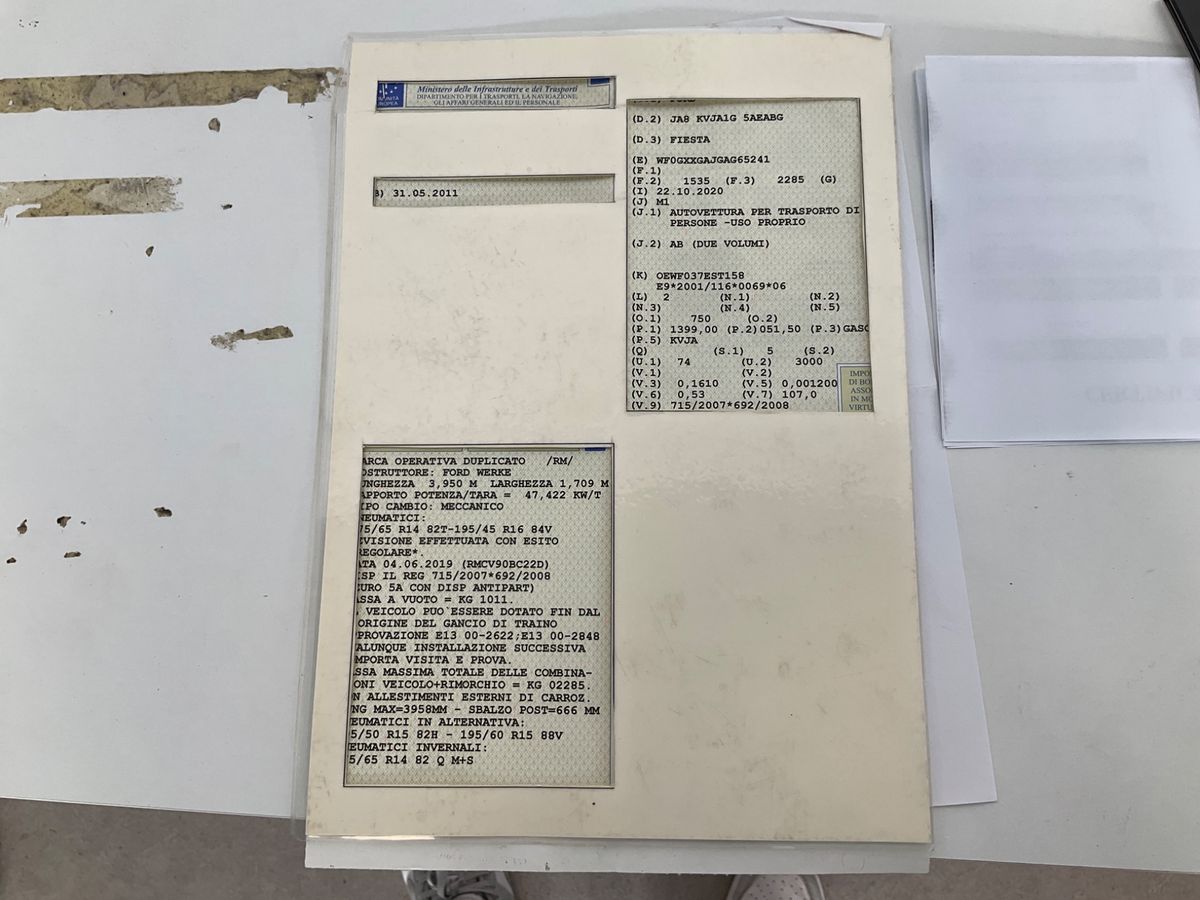 Ministero delle Infrastrutture e dei Trasporti
DIPARTIMENTO PER I TRASPORTI, LA NAVIGAZIONE,
GLI AFFARI GENERALI ED IL PERSONALE
B) 31.05.2011
(D.2) JA8 KVJA1G 5AEABG
(D.3) FIESTA
(E) WF0GXXGAJGAG65241
(F.1)
(F.2) 1535 (F.3) 2285 (G)
(I) 22.10.2020
(J) M1
(J.1) AUTOVETTURA PER TRASPORTO DI
PERSONE -USO PROPRIO
(J.2) AB (DUE VOLUMI)
(K) OEWF037EST158
E9*2001/116*0069*06
(L) 2 (N.1) (N.2)
(N.3) (N.4) (N.5)
(O.1) 750 (O.2)
(P.1) 1399,00 (P.2)051,50 (P.3)GASO
(P.5) KVJA
(Q) (S.1) 5 (S.2)
(U.1) 74 (U.2) 3000
(V.1) (V.2)
(V.3) 0,1610 (V.5) 0,001200
(V.6) 0,53 (V.7) 107,0
(V.9) 715/2007*692/2008
IMPO
DI BO
ASSO
IN MO
VIRTU
ARCA OPERATIVA DUPLICATO /RM/
OSTRUTTORE: FORD WERKE
UNGHEZZA 3,950 M LARGHEZZA 1,709 M
APPORTO POTENZA/TARA = 47,422 KW/T
IPO CAMBIO: MECCANICO
NEUMATICI:
75/65 R14 82T-195/45 R16 84V
EVISIONE EFFETTUATA CON ESITO
REGOLARE*.
ATA 04.06.2019 (RMCV90BC22D)
ISP IL REG 715/2007*692/2008
EURO 5A CON DISP ANTIPART)
ASSA A VUOTO = KG 1011.
VEICOLO PUO`ESSERE DOTATO FIN DAL
ORIGINE DEL GANCIO DI TRAINO
PROVAZIONE E13 00-2622;E13 00-2848
ALUNQUE INSTALLAZIONE SUCCESSIVA
MPORTA VISITA E PROVA.
SSA MASSIMA TOTALE DELLE COMBINA-
ONI VEICOLO+RIMORCHIO = KG 02285.
N ALLESTIMENTI ESTERNI DI CARROZ.
NG MAX=3958MM - SBALZO POST=666 MM
EUMATICI IN ALTERNATIVA:
5/50 R15 82H - 195/60 R15 88V
EUMATICI INVERNALI:
5/65 R14 82 Q M+S